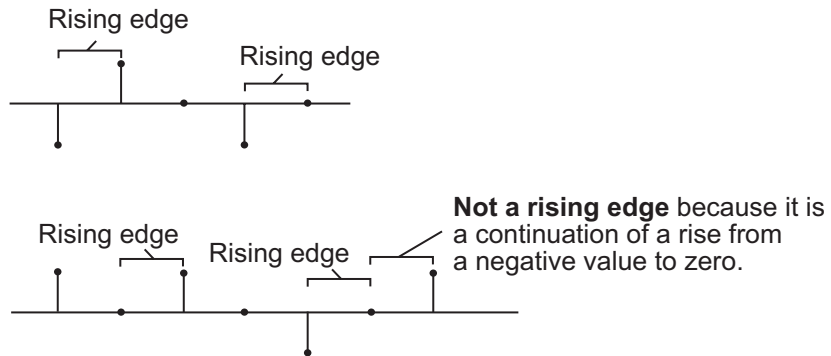 Rising edge
Rising edge
Not a rising edge because it is
a continuation of a rise from
a negative value to zero.
Rising edge
Rising edge